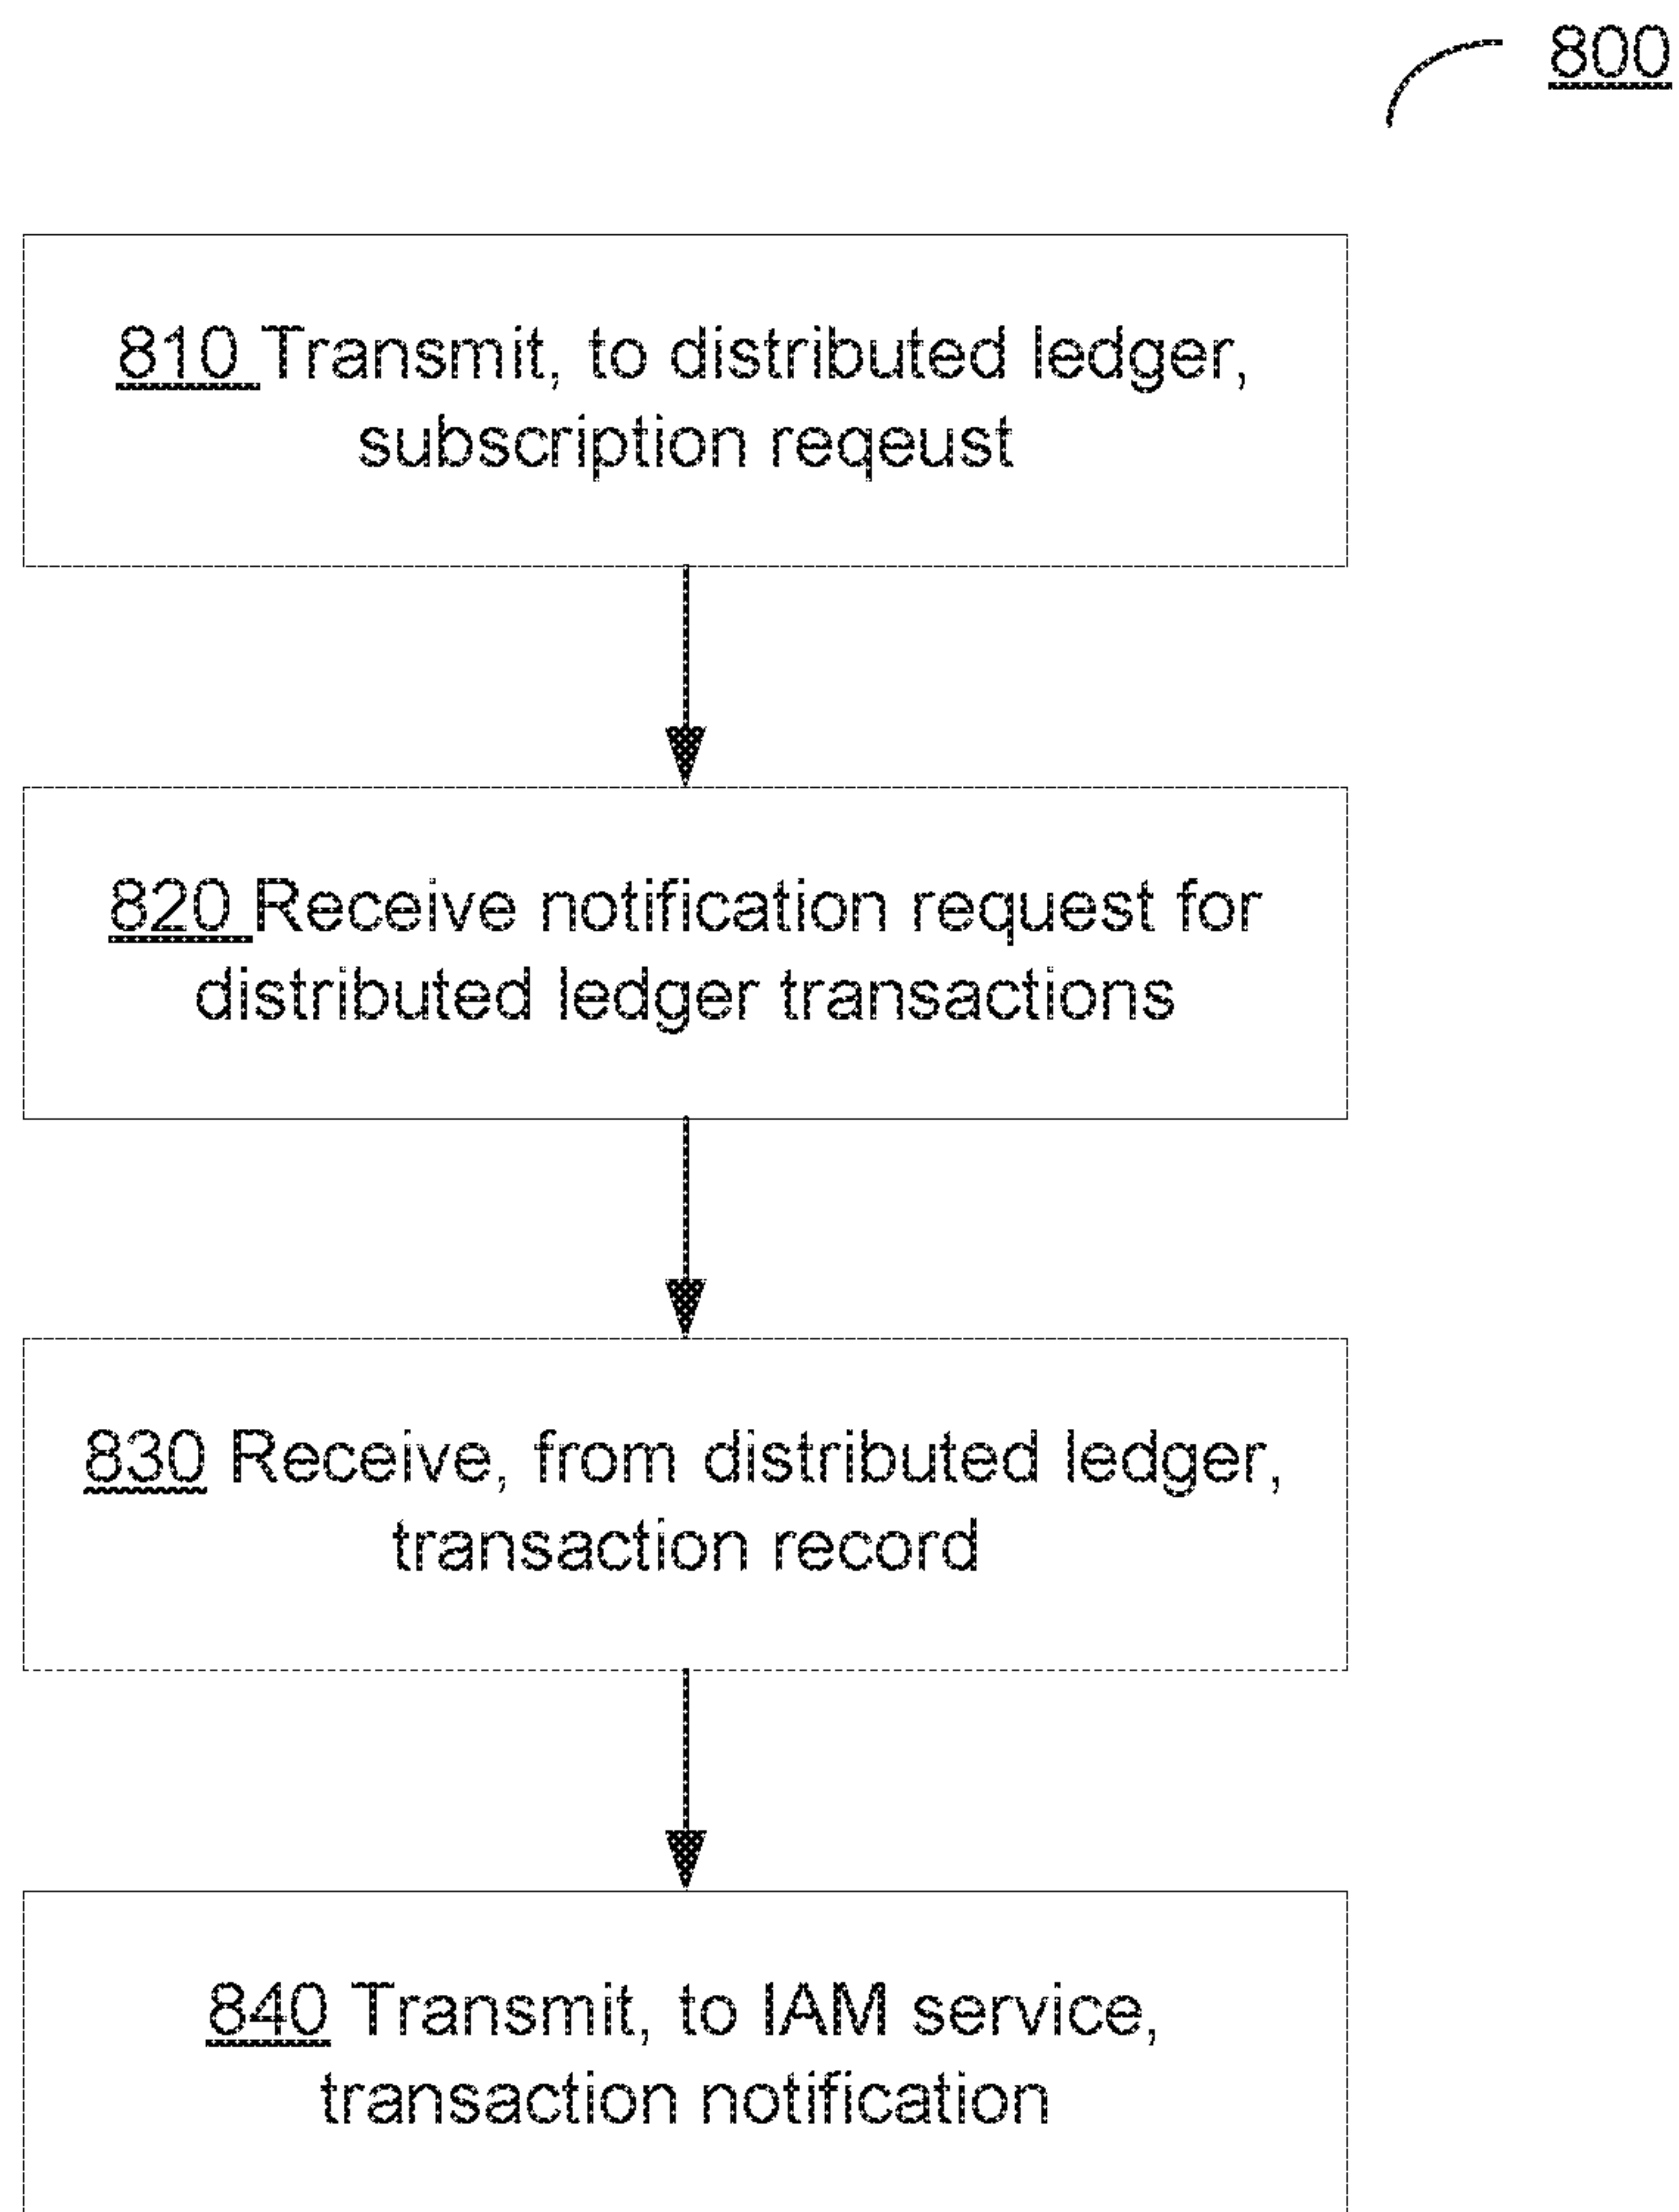 800
810 Transmit, to distributed ledger,
subscription reqeust
820 Receive notification request for
distributed ledger transactions
830 Receive, from distributed ledger,
transaction record
840 Transmit, to IAM service,
transaction notification